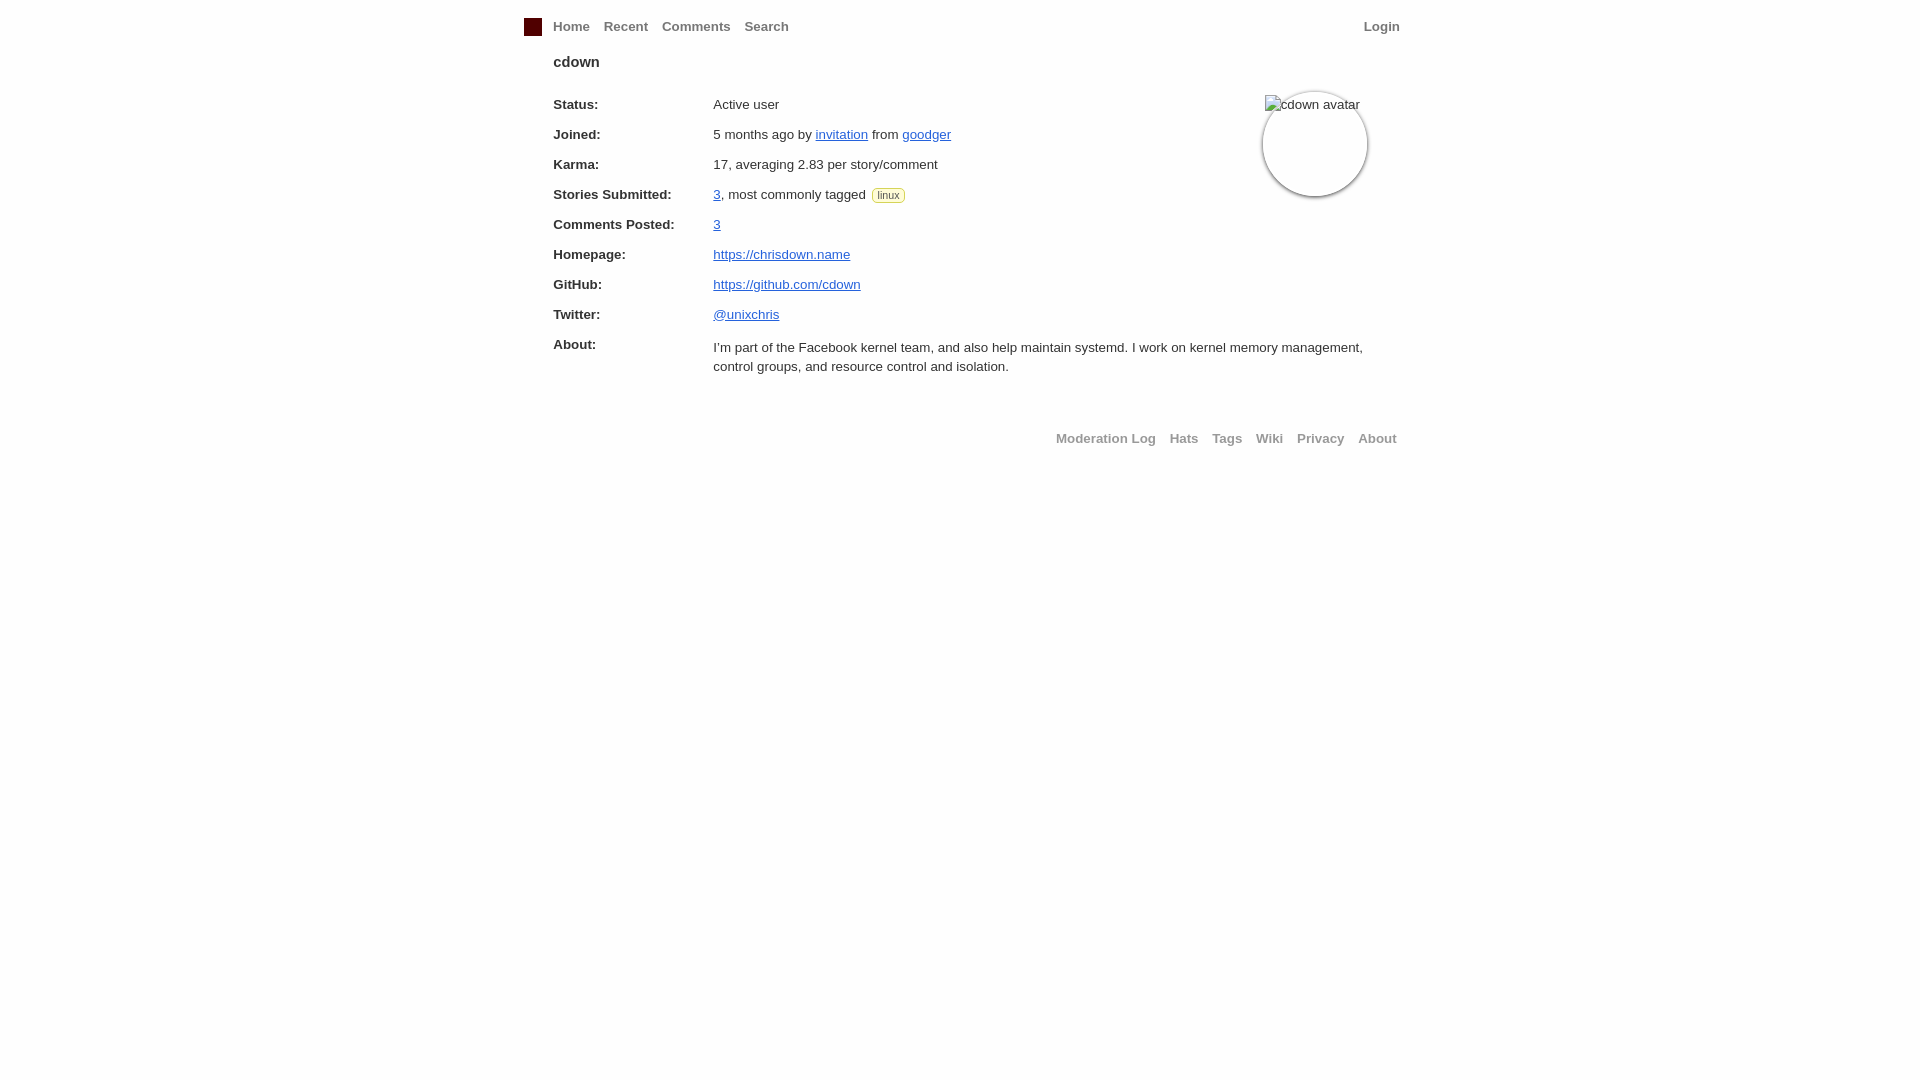 Home Recent Comments Search Login
cdown
Status: Active user
cdown avatar
Joined: 5 months ago by invitation from goodger
Karma: 17, averaging 2.83 per story/comment
Stories Submitted: 3, most commonly tagged linux
Comments Posted: 3
Homepage: https://chrisdown.name
GitHub: https://github.com/cdown
Twitter: @unixchris
About: I’m part of the Facebook kernel team, and also help maintain systemd. I work on kernel memory management,
control groups, and resource control and isolation.
Moderation Log Hats Tags Wiki Privacy About